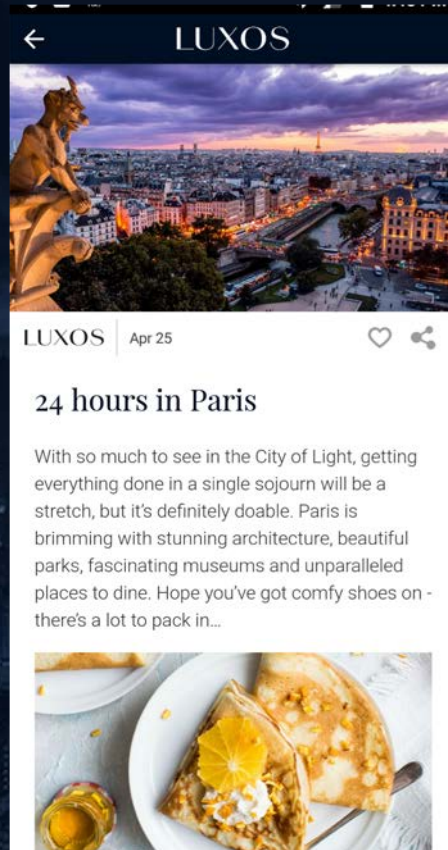 LUXOS
LUXOS
Apr 25
24 hours in Paris
With so much to see in the City of Light, getting
everything done in a single sojourn will be a
stretch, but it's definitely doable. Paris is
brimming with stunning architecture, beautiful
parks, fascinating museums and unparalleled
places to dine. Hope you've got comfy shoes on -
there's a lot to pack in...